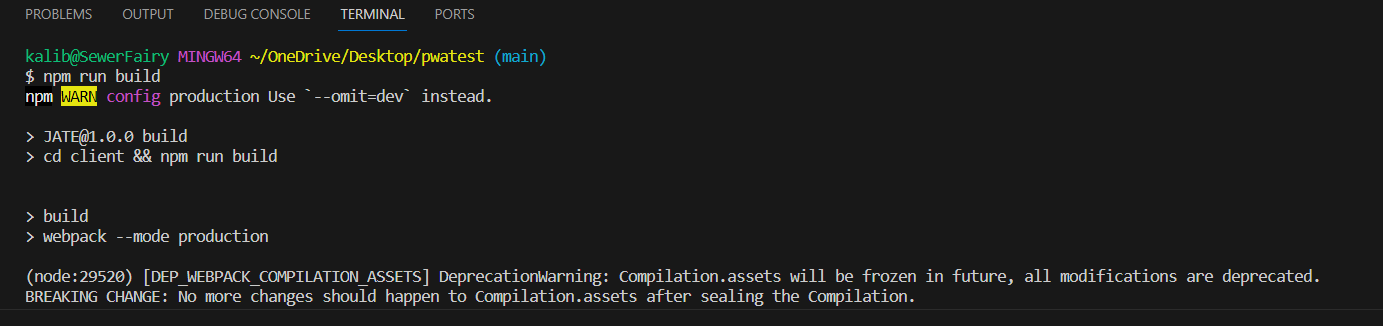 PROBLEMS OUTPUT DEBUG CONSOLE TERMINAL PORTS
kalib@SewerFairy MINGW64 ~/OneDrive/Desktop/pwatest (main)
$ npm run build
npm WARN config production Use `--omit=dev` instead.
> JATE@1.0.0 build
> cd client && npm run build
> build
> webpack --mode production
(node:29520) [DEP_WEBPACK_COMPILATION_ASSETS] DeprecationWarning: Compilation.assets will be frozen in future, all modifications are deprecated.
BREAKING CHANGE: No more changes should happen to Compilation.assets after sealing the Compilation.